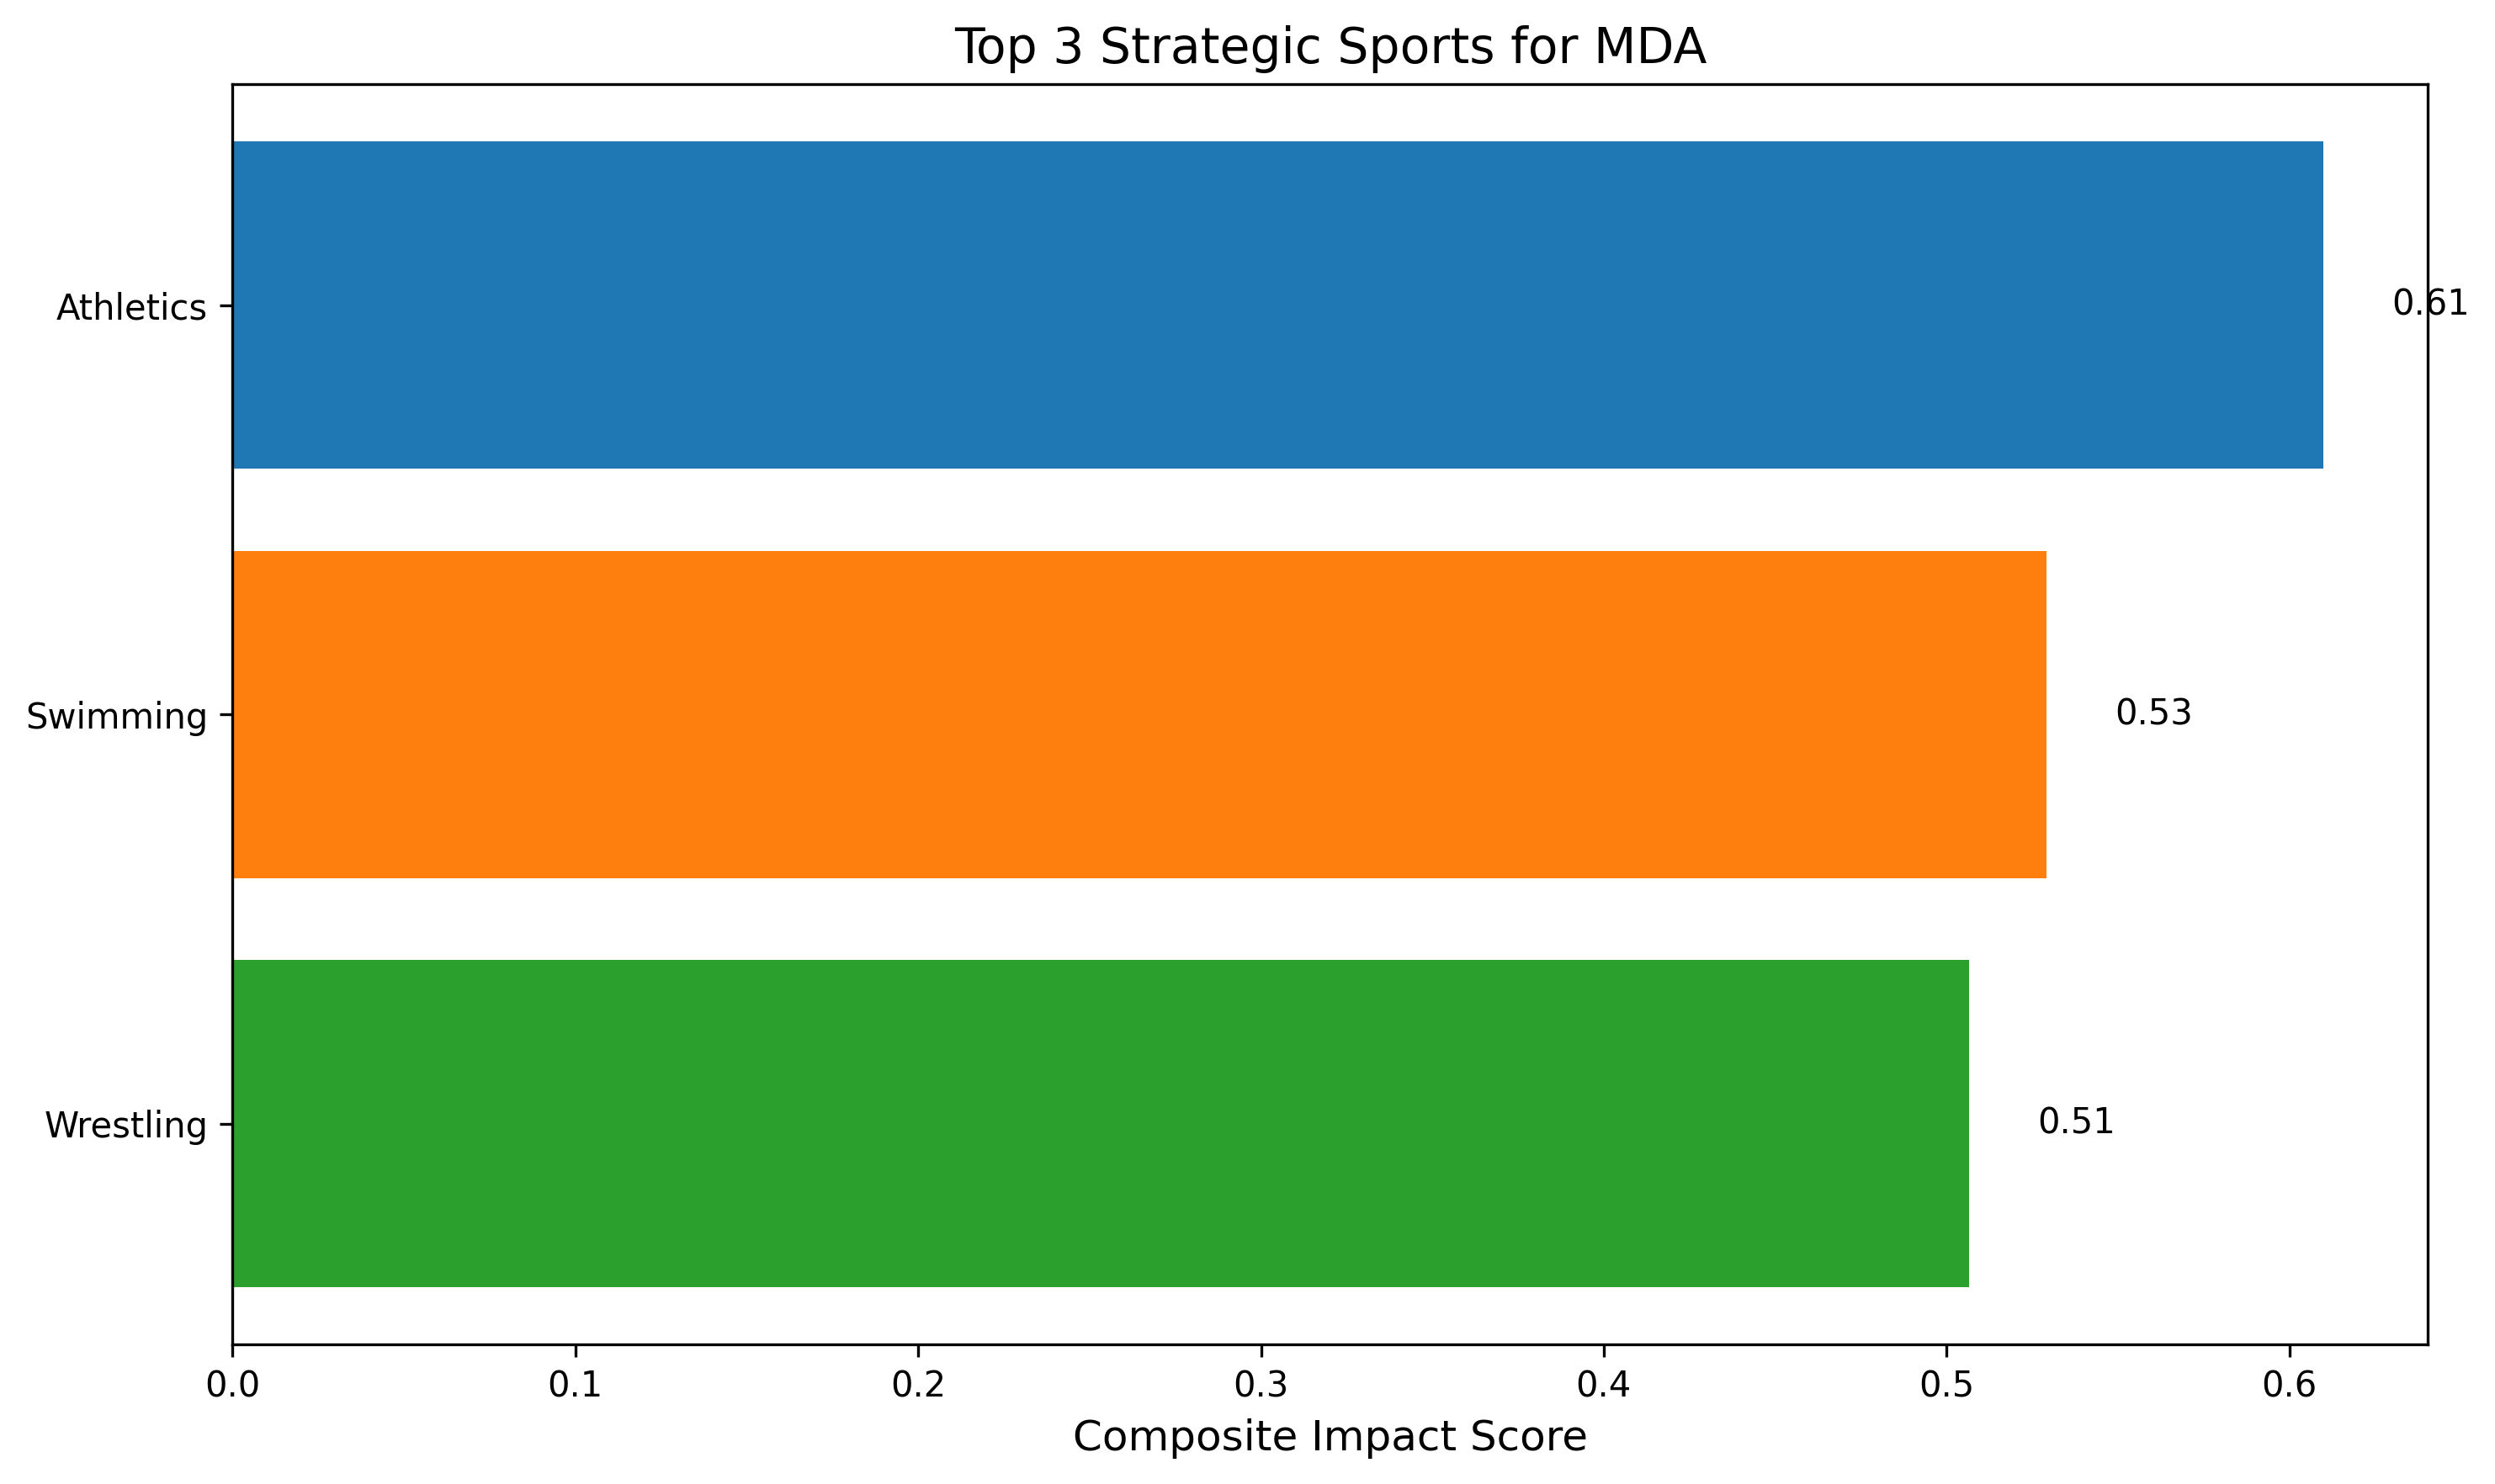 Top 3 Strategic Sports for MDA
Athletics
0.61
Swimming
0.53
Wrestling
0.51
0.0 0.1 0.2 0.3 0.4 0.5 0.6
Composite Impact Score